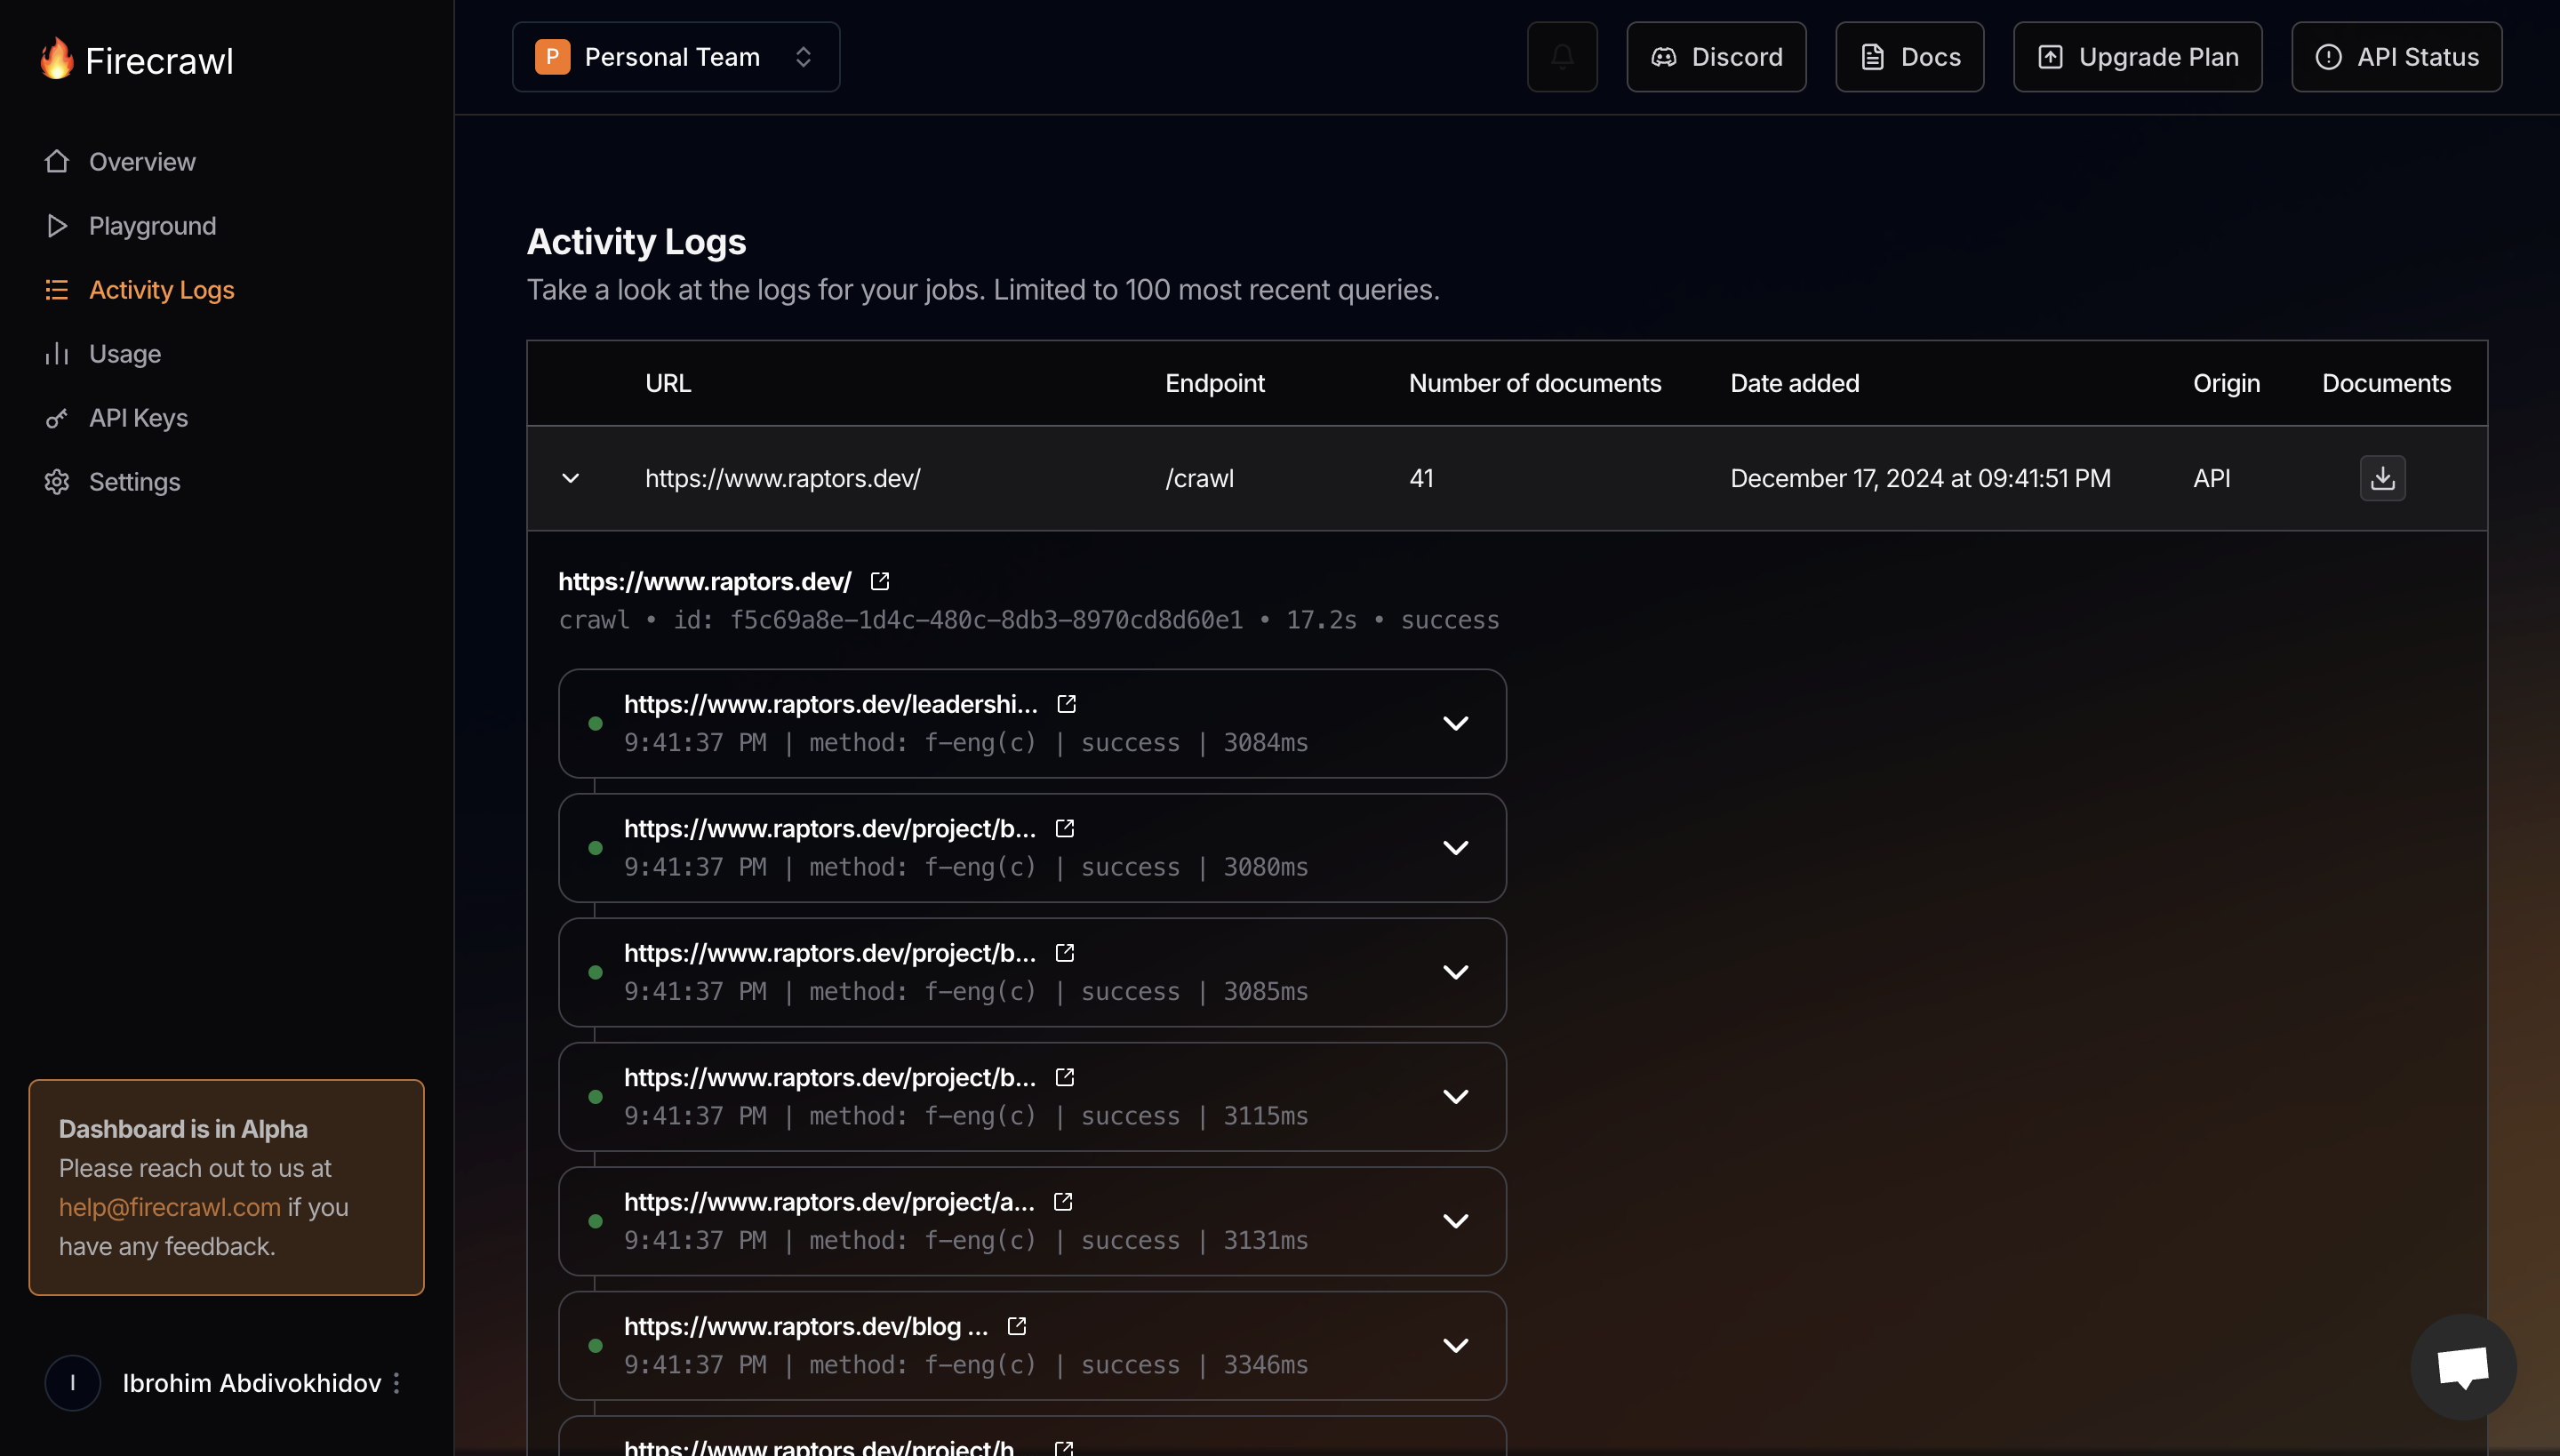 Firecrawl
Overview
Playground
Activity Logs
Usage
API Keys
Settings
Dashboard is in Alpha
Please reach out to us at
help@firecrawl.com if you
have any feedback.
I
Ibrohim Abdivokhidov
P
Personal Team
Discord
Docs
Upgrade Plan
API Status
Activity Logs
Take a look at the logs for your jobs. Limited to 100 most recent queries.
URL Endpoint Number of documents Date added Origin Documents
https://www.raptors.dev/ /crawl 41 December 17, 2024 at 09:41:51 PM API
https://www.raptors.dev/
crawl • id: f5c69a8e-1d4c-480c-8db3-8970cd8d60e1 • 17.2s • success
https://www.raptors.dev/leadershi...
9:41:37 PM | method: f-eng(c) | success | 3084ms
https://www.raptors.dev/project/b...
9:41:37 PM | method: f-eng(c) | success | 3080ms
https://www.raptors.dev/project/b...
9:41:37 PM | method: f-eng(c) | success | 3085ms
https://www.raptors.dev/project/b...
9:41:37 PM | method: f-eng(c) | success | 3115ms
https://www.raptors.dev/project/a...
9:41:37 PM | method: f-eng(c) | success | 3131ms
https://www.raptors.dev/blog ...
9:41:37 PM | method: f-eng(c) | success | 3346ms